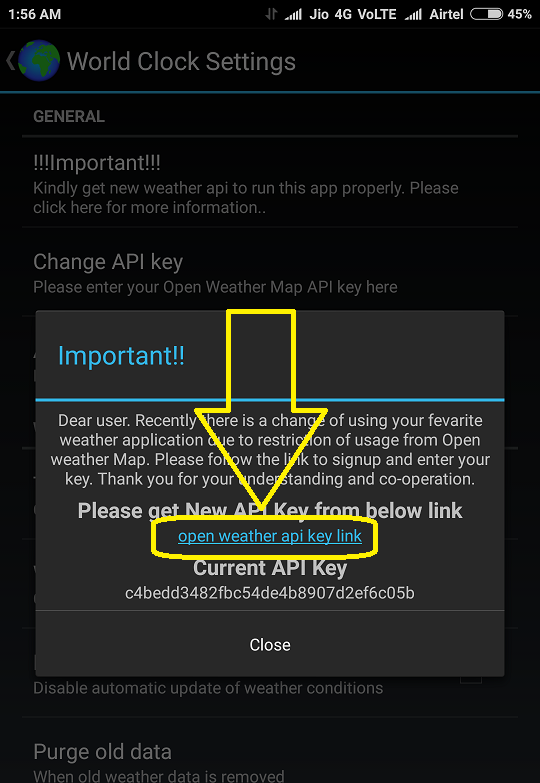 1:56 AM Jio 4G VoLTE Airtel 45%
World Clock Settings
GENERAL
!!!Important!!!
Kindly get new weather api to run this app properly. Please
click here for more information..
Change API key
Please enter your Open Weather Map API key here
Important!!
Dear user. Recently there is a change of using your fevarite
weather application due to restriction of usage from Open
weather Map. Please follow the link to signup and enter your
key. Thank you for your understanding and co-operation.
Please get New API Key from below link
open weather api key link
Current API Key
c4bedd3482fbc54de4b8907d2ef6c05b
Close
Disable automatic update of weather conditions
Purge old data
When old weather data is removed